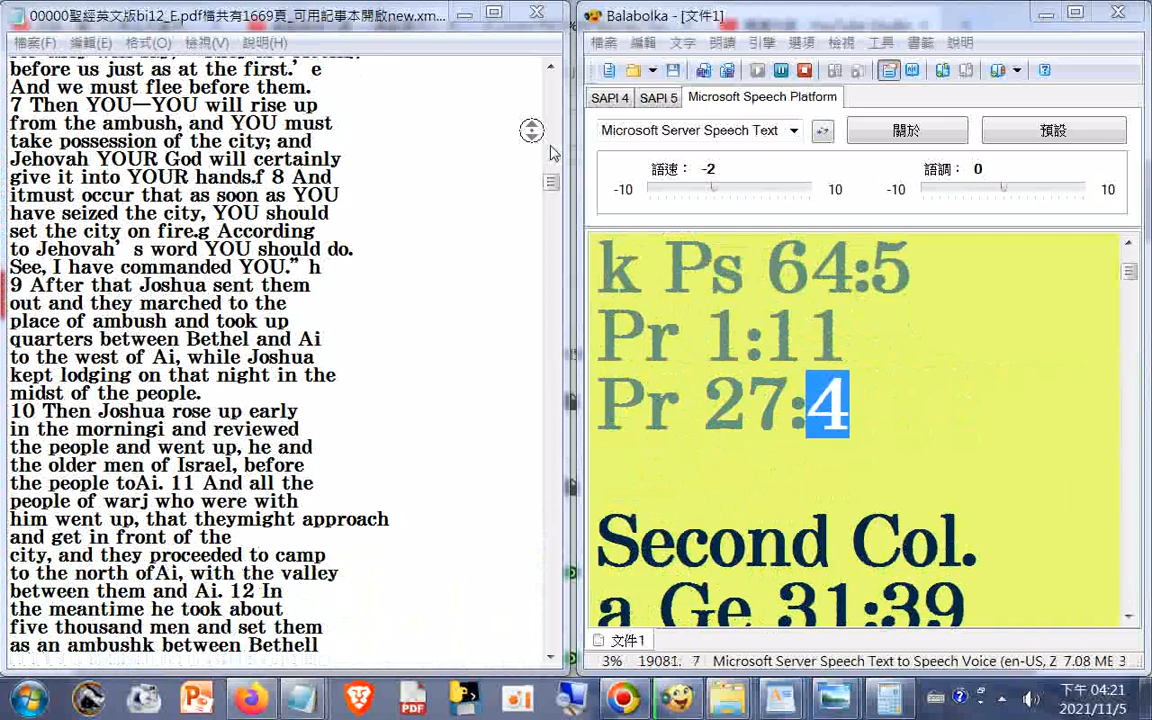 00000聖經英文版bi12_E.pdf檔共有1669頁_可用記事本開啟new.xm...
檔案(F) 編輯(E) 格式(O) 檢視(V) 說明(H)
before us just as at the first.’ e
And we must flee before them.
7 Then YOU—YOU will rise up
from the ambush, and YOU must
take possession of the city; and
Jehovah YOUR God will certainly
give it into YOUR hands.f 8 And
itmust occur that as soon as YOU
have seized the city, YOU should
set the city on fire.g According
to Jehovah’s word YOU should do.
See, I have commanded YOU.” h
9 After that Joshua sent them
out and they marched to the
place of ambush and took up
quarters between Bethel and Ai
to the west of Ai, while Joshua
kept lodging on that night in the
midst of the people.
10 Then Joshua rose up early
in the morningi and reviewed
the people and went up, he and
the older men of Israel, before
the people toAi. 11 And all the
people of warj who were with
him went up, that theymight approach
and get in front of the
city, and they proceeded to camp
to the north ofAi, with the valley
between them and Ai. 12 In
the meantime he took about
five thousand men and set them
as an ambushk between Bethell
Balabolka - [文件1]
檔案 編輯 文字 朗讀 引擎 選項 檢視 工具 書籤 說明
SAPI 4 SAPI 5 Microsoft Speech Platform
Microsoft Server Speech Text 關於 預設
語速: -2 語調: 0
-10 10 -10 10
k Ps 64:5
Pr 1:11
Pr 27:4
Second Col.
a Ge 31:39
文件1
3% 19081. 7 Microsoft Server Speech Text to Speech Voice (en-US, Z 7.08 MB
PDF
下午 04:21
2021/11/5